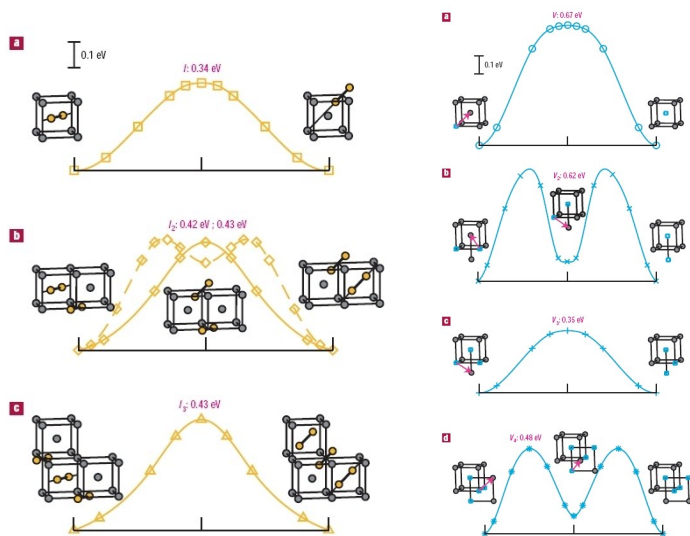 a
0.1 eV
I: 0.34 eV
b
I2: 0.42 eV ; 0.43 eV
c
I3: 0.43 eV
a
V: 0.67 eV
0.1 eV
b
V2: 0.62 eV
c
V3: 0.35 eV
d
V4: 0.48 eV